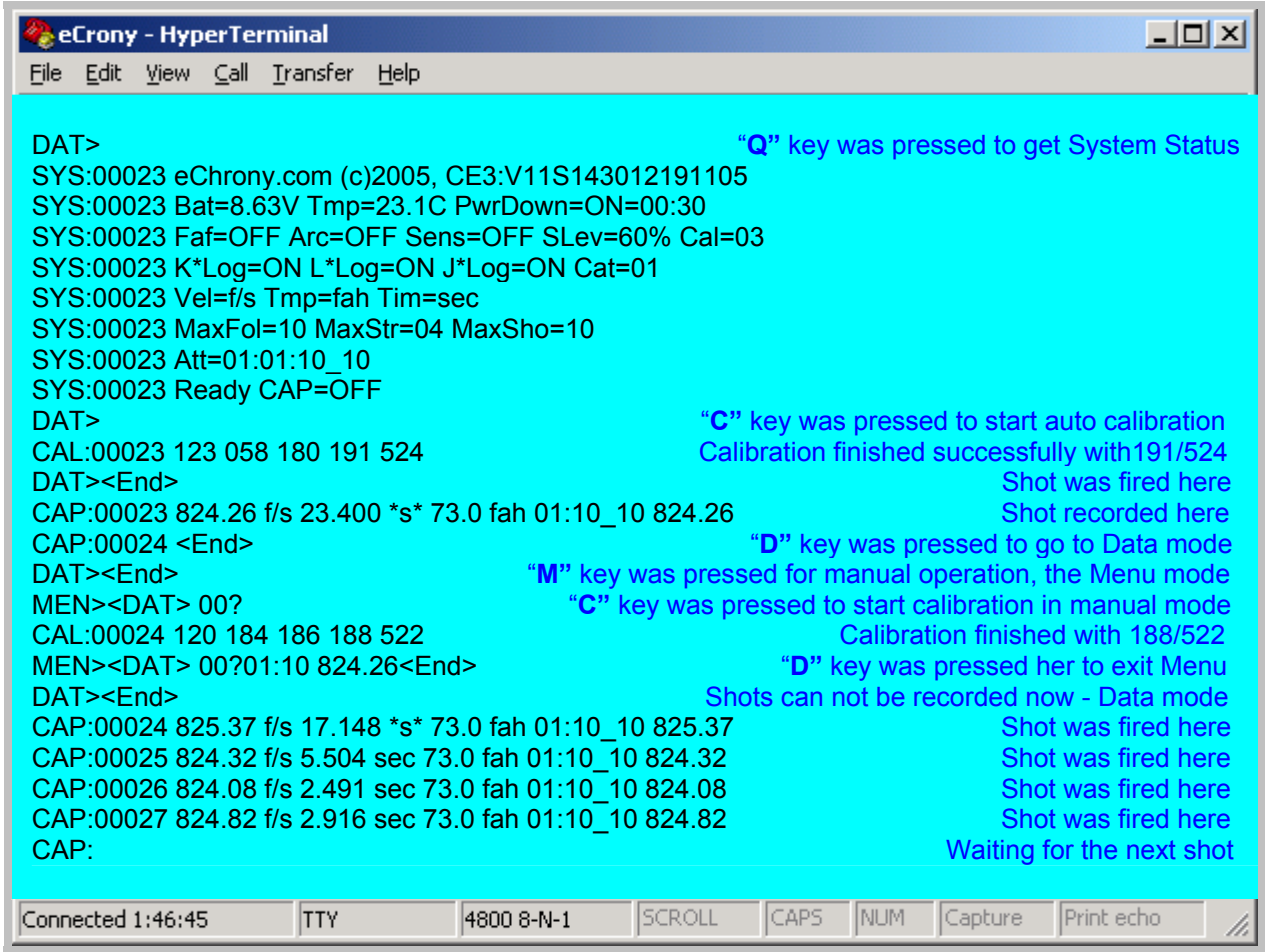 eCrony - HyperTerminal
File Edit View Call Transfer Help
DAT> “Q” key was pressed to get System Status
SYS:00023 eChrony.com (c)2005, CE3:V11S143012191105
SYS:00023 Bat=8.63V Tmp=23.1C PwrDown=ON=00:30
SYS:00023 Faf=OFF Arc=OFF Sens=OFF SLev=60% Cal=03
SYS:00023 K*Log=ON L*Log=ON J*Log=ON Cat=01
SYS:00023 Vel=f/s Tmp=fah Tim=sec
SYS:00023 MaxFol=10 MaxStr=04 MaxSho=10
SYS:00023 Att=01:01:10_10
SYS:00023 Ready CAP=OFF
DAT> “C” key was pressed to start auto calibration
CAL:00023 123 058 180 191 524 Calibration finished successfully with191/524
DAT><End> Shot was fired here
CAP:00023 824.26 f/s 23.400 *s* 73.0 fah 01:10_10 824.26 Shot recorded here
CAP:00024 <End> “D” key was pressed to go to Data mode
DAT><End> “M” key was pressed for manual operation, the Menu mode
MEN><DAT> 00? “C” key was pressed to start calibration in manual mode
CAL:00024 120 184 186 188 522 Calibration finished with 188/522
MEN><DAT> 00?01:10 824.26<End> “D” key was pressed her to exit Menu
DAT><End> Shots can not be recorded now - Data mode
CAP:00024 825.37 f/s 17.148 *s* 73.0 fah 01:10_10 825.37 Shot was fired here
CAP:00025 824.32 f/s 5.504 sec 73.0 fah 01:10_10 824.32 Shot was fired here
CAP:00026 824.08 f/s 2.491 sec 73.0 fah 01:10_10 824.08 Shot was fired here
CAP:00027 824.82 f/s 2.916 sec 73.0 fah 01:10_10 824.82 Shot was fired here
CAP: Waiting for the next shot
Connected 1:46:45 TTY 4800 8-N-1 SCROLL CAPS NUM Capture Print echo